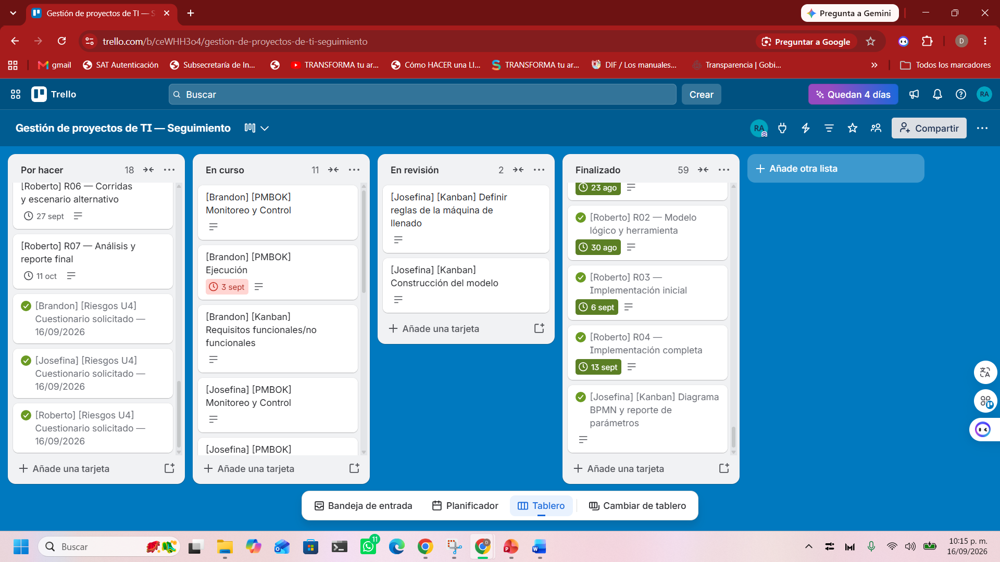 Gestión de proyectos de TI — S
Pregunta a Gemini
trello.com/b/ceWHH3o4/gestion-de-proyectos-de-ti-seguimiento
Preguntar a Google
D
gmail
SAT Autenticación
Subsecretaría de In...
TRANSFORMA tu ar...
Cómo HACER una LI...
TRANSFORMA tu ar...
DIF / Los manuales...
Transparencia | Gobi...
Todos los marcadores
Trello
Buscar
Crear
Quedan 4 días
RA
Gestión de proyectos de TI — Seguimiento
RA
Compartir
Por hacer
18
[Roberto] R06 — Corridas
y escenario alternativo
27 sept
[Roberto] R07 — Análisis y
reporte final
11 oct
[Brandon] [Riesgos U4]
Cuestionario solicitado —
16/09/2026
[Josefina] [Riesgos U4]
Cuestionario solicitado —
16/09/2026
[Roberto] [Riesgos U4]
Cuestionario solicitado —
16/09/2026
Añade una tarjeta
En curso
11
[Brandon] [PMBOK]
Monitoreo y Control
[Brandon] [PMBOK]
Ejecución
3 sept
[Brandon] [Kanban]
Requisitos funcionales/no
funcionales
[Josefina] [PMBOK]
Monitoreo y Control
[Josefina] [PMBOK]
Añade una tarjeta
En revisión
2
[Josefina] [Kanban] Definir
reglas de la máquina de
llenado
[Josefina] [Kanban]
Construcción del modelo
Añade una tarjeta
Finalizado
59
23 ago
[Roberto] R02 — Modelo
lógico y herramienta
30 ago
[Roberto] R03 —
Implementación inicial
6 sept
[Roberto] R04 —
Implementación completa
13 sept
[Josefina] [Kanban] Diagrama
BPMN y reporte de
parámetros
Añade una tarjeta
Añade otra lista
Bandeja de entrada
Planificador
Tablero
Cambiar de tablero
Buscar
11
10:15 p. m.
16/09/2026